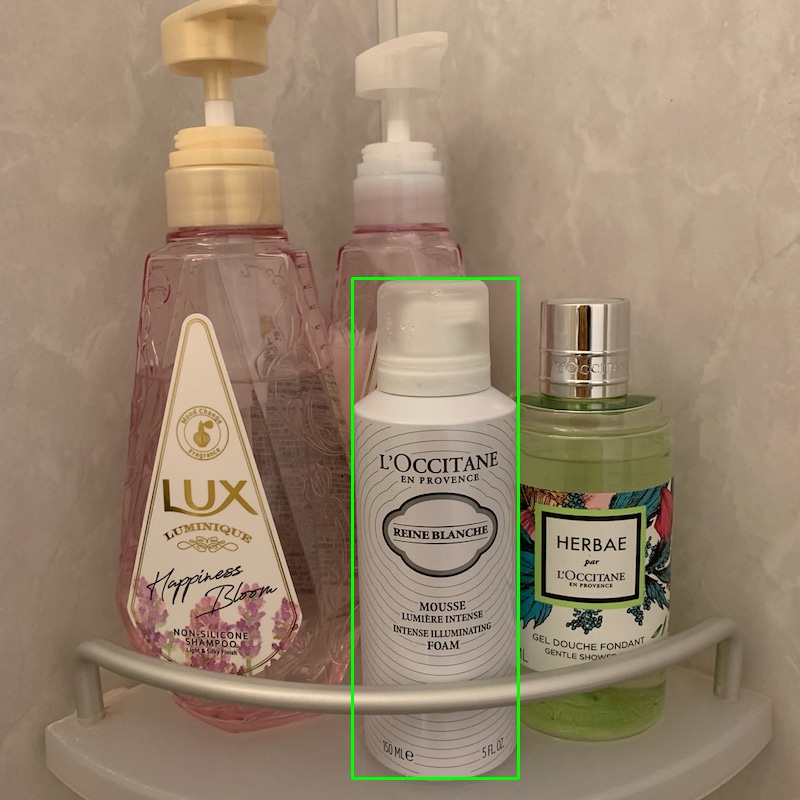 Mood Change
Fragrance
LUX
LUMINIQUE
Happiness
Bloom
NON-SILICONE
SHAMPOO
Light & Silky Finish
L'OCCITANE
EN PROVENCE
REINE BLANCHE
MOUSSE
LUMIÈRE INTENSE
INTENSE ILLUMINATING
FOAM
150 ML e
5 FL. OZ.
L'OCCITANE
HERBAE
par
L'OCCITANE
EN PROVENCE
GEL DOUCHE FONDANT
GENTLE SHOWER
ML